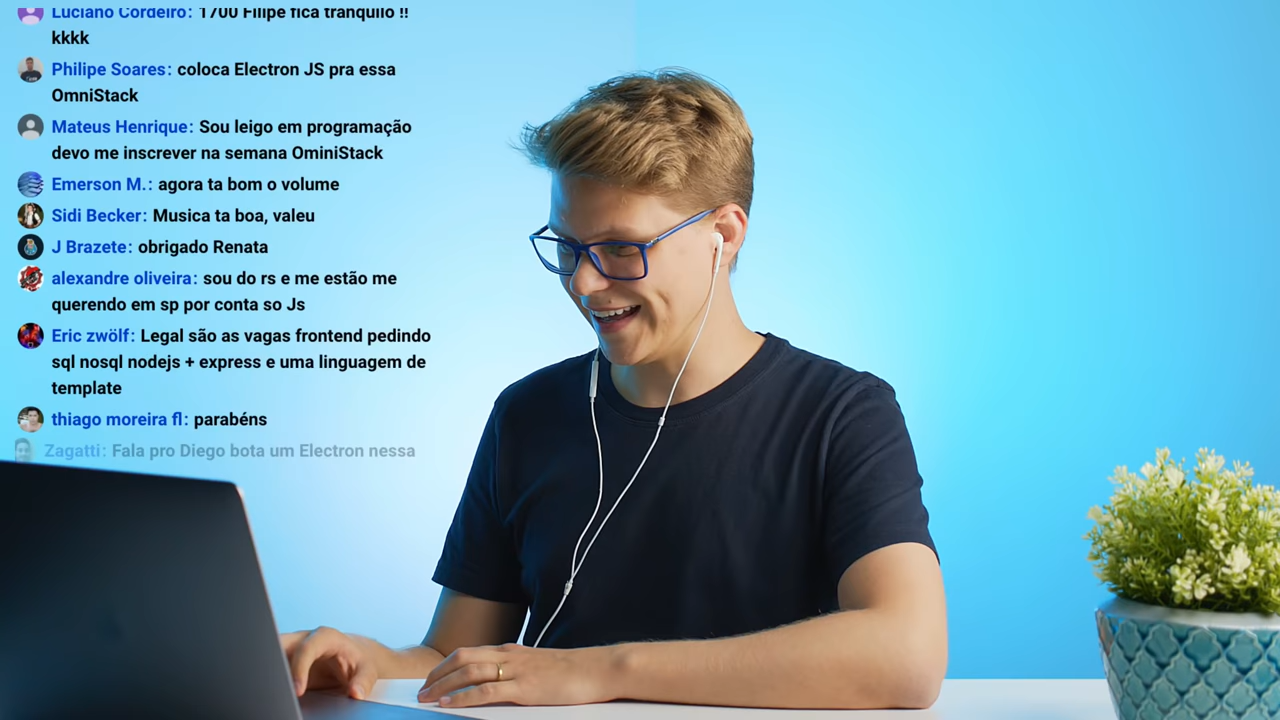 Luciano Cordeiro: 1700 Filipe fica tranquilo !!
kkkk
Philipe Soares: coloca Electron JS pra essa
OmniStack
Mateus Henrique: Sou leigo em programação
devo me inscrever na semana OminiStack
Emerson M.: agora ta bom o volume
Sidi Becker: Musica ta boa, valeu
J Brazete: obrigado Renata
alexandre oliveira: sou do rs e me estão me
querendo em sp por conta so Js
Eric zwölf: Legal são as vagas frontend pedindo
sql nosql nodejs + express e uma linguagem de
template
thiago moreira fl: parabéns
Zagatti: Fala pro Diego bota um Electron nessa